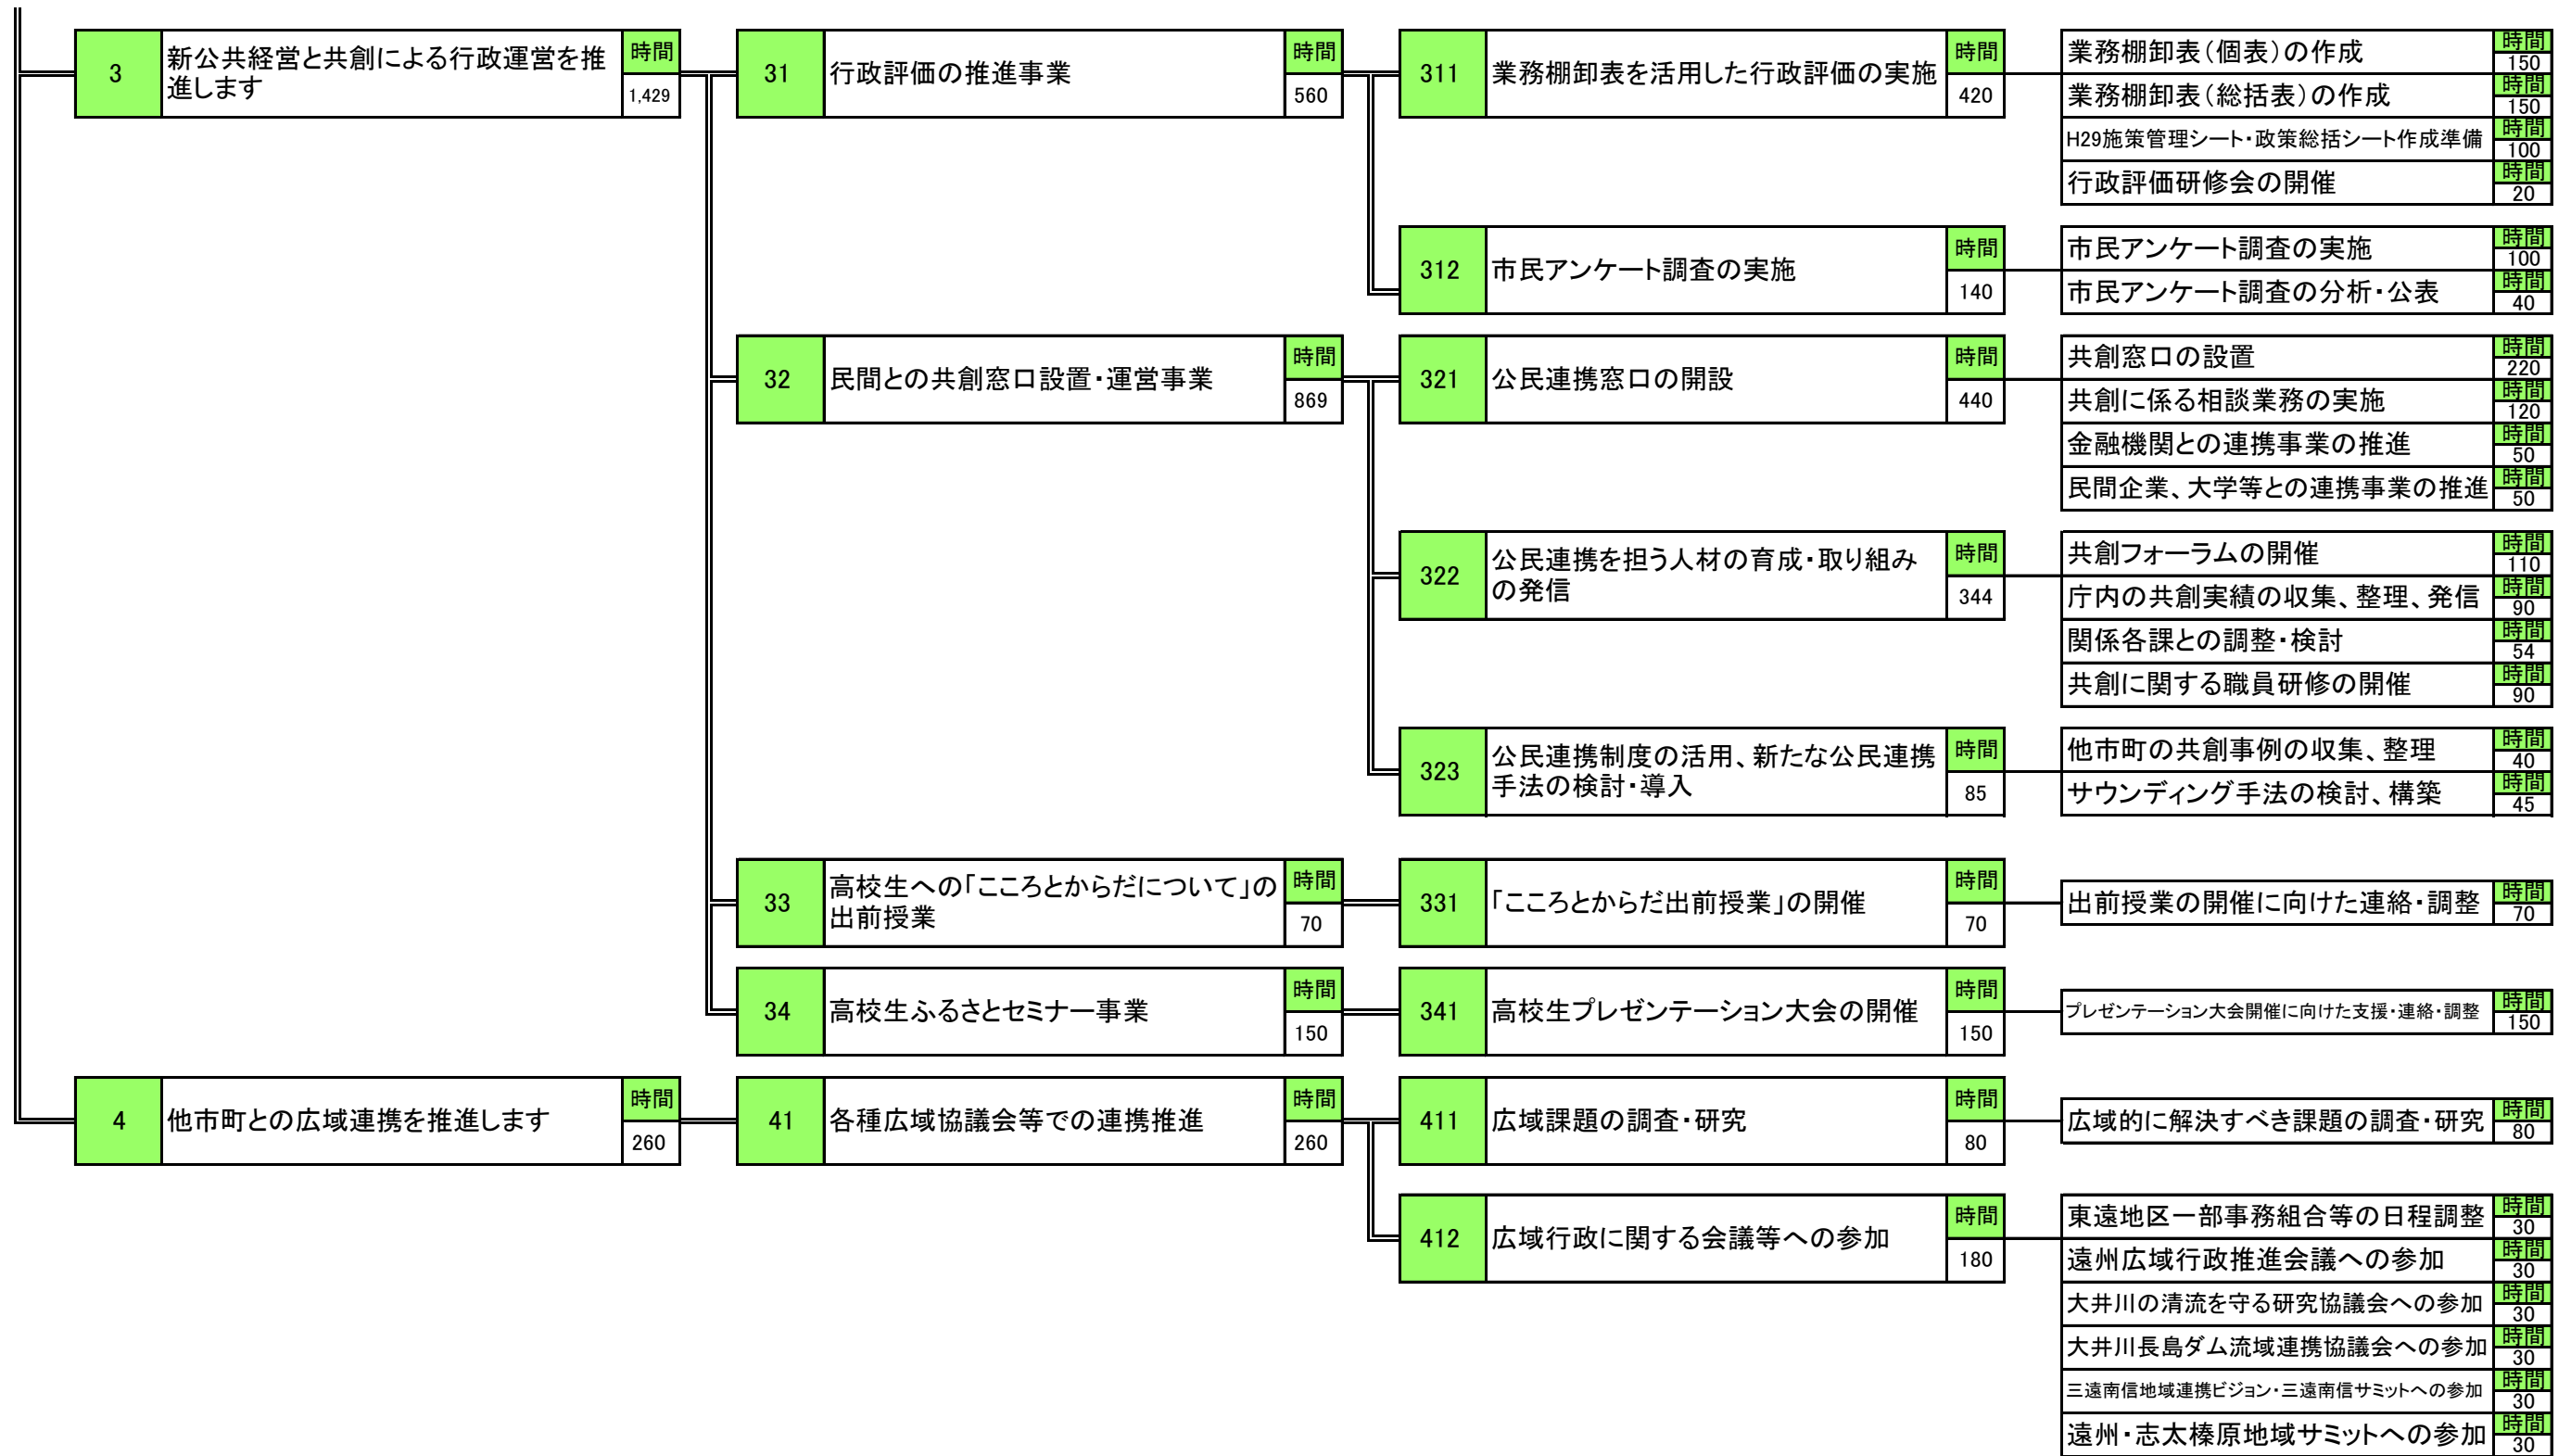 3
新公共経営と共創による行政運営を推
進します
時間
1,429
31
行政評価の推進事業
時間
560
311
業務棚卸表を活用した行政評価の実施
時間
420
業務棚卸表(個表)の作成
時間
150
業務棚卸表(総括表)の作成
時間
150
H29施策管理シート・政策総括シート作成準備
時間
100
行政評価研修会の開催
時間
20
312
市民アンケート調査の実施
時間
140
市民アンケート調査の実施
時間
100
市民アンケート調査の分析・公表
時間
40
32
民間との共創窓口設置・運営事業
時間
869
321
公民連携窓口の開設
時間
440
共創窓口の設置
時間
220
共創に係る相談業務の実施
時間
120
金融機関との連携事業の推進
時間
50
民間企業、大学等との連携事業の推進
時間
50
322
公民連携を担う人材の育成・取り組み
の発信
時間
344
共創フォーラムの開催
時間
110
庁内の共創実績の収集、整理、発信
時間
90
関係各課との調整・検討
時間
54
共創に関する職員研修の開催
時間
90
323
公民連携制度の活用、新たな公民連携
手法の検討・導入
時間
85
他市町の共創事例の収集、整理
時間
40
サウンディング手法の検討、構築
時間
45
33
高校生への「こころとからだについて」の
出前授業
時間
70
331
「こころとからだ出前授業」の開催
時間
70
出前授業の開催に向けた連絡・調整
時間
70
34
高校生ふるさとセミナー事業
時間
150
341
高校生プレゼンテーション大会の開催
時間
150
プレゼンテーション大会開催に向けた支援・連絡・調整
時間
150
4
他市町との広域連携を推進します
時間
260
41
各種広域協議会等での連携推進
時間
260
411
広域課題の調査・研究
時間
80
広域的に解決すべき課題の調査・研究
時間
80
412
広域行政に関する会議等への参加
時間
180
東遠地区一部事務組合等の日程調整
時間
30
遠州広域行政推進会議への参加
時間
30
大井川の清流を守る研究協議会への参加
時間
30
大井川長島ダム流域連携協議会への参加
時間
30
三遠南信地域連携ビジョン・三遠南信サミットへの参加
時間
30
遠州・志太榛原地域サミットへの参加
時間
30